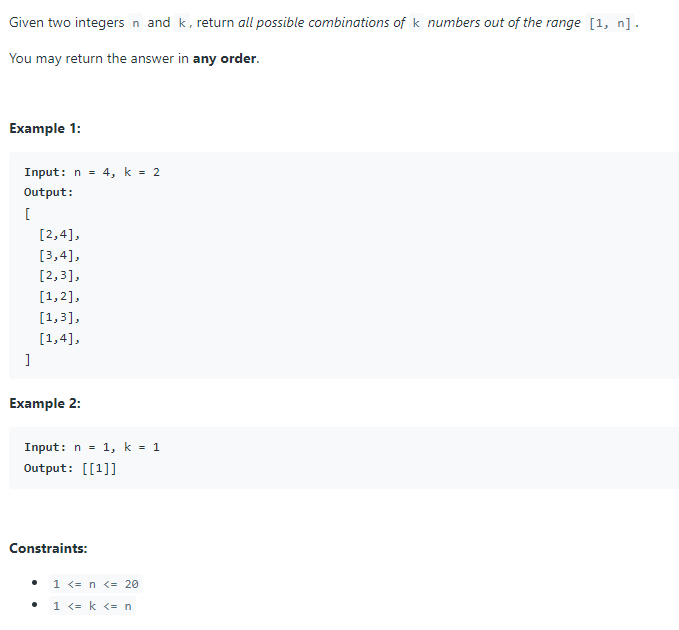 Given two integers n and k, return all possible combinations of k numbers out of the range [1, n].
You may return the answer in any order.
Example 1:
Input: n = 4, k = 2
Output:
[
[2,4],
[3,4],
[2,3],
[1,2],
[1,3],
[1,4],
]
Example 2:
Input: n = 1, k = 1
Output: [[1]]
Constraints:
• 1 <= n <= 20
• 1 <= k <= n